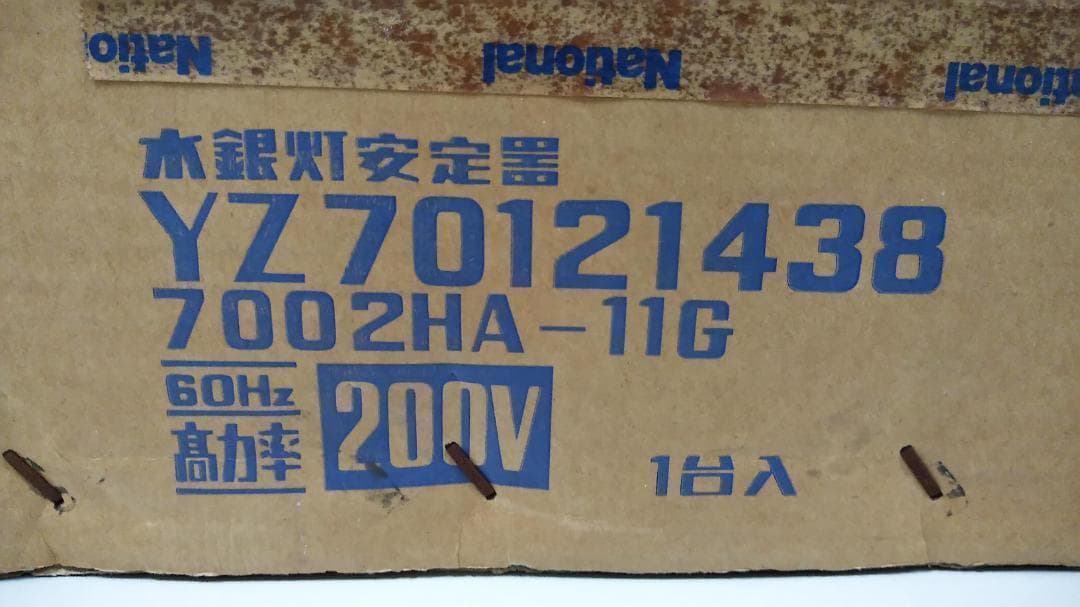 National National National
水銀灯安定器
YZ70121438
7002HA-11G
60Hz 200V
高力率
1台入